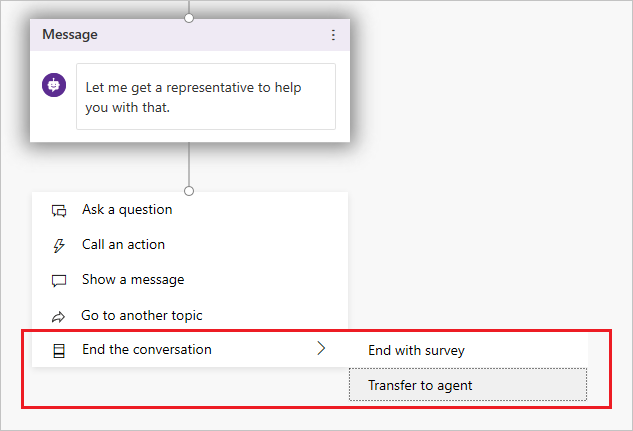 Message
Let me get a representative to help
you with that.
Ask a question
Call an action
Show a message
Go to another topic
End the conversation
End with survey
Transfer to agent